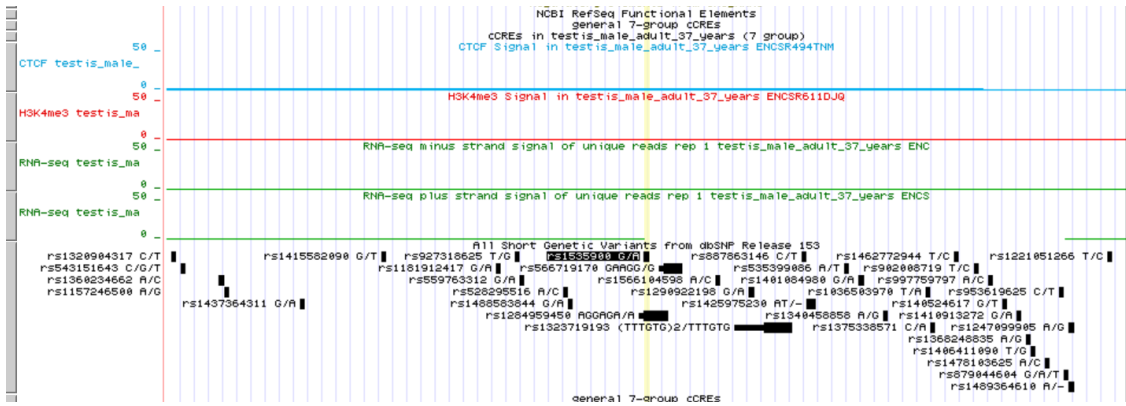 NCBI RefSeq Functional Elements
general 7-group cCREs
cCREs in testis_male_adult_37_years (7 group)
50 _ CTCF Signal in testis_male_adult_37_years ENCSR494TNM
CTCF testis_male_
0 _
50 _ H3K4me3 Signal in testis_male_adult_37_years ENCSR611DJQ
H3K4me3 testis_ma
0 _
50 _ RNA-seq minus strand signal of unique reads rep 1 testis_male_adult_37_years ENC
RNA-seq testis_ma
0 _
50 _ RNA-seq plus strand signal of unique reads rep 1 testis_male_adult_37_years ENCS
RNA-seq testis_ma
0 _
All Short Genetic Variants from dbSNP Release 153
rs1320904317 C/T rs1415582090 G/T rs927318625 T/G rs1535900 G/A rs887863146 C/T rs1462772944 T/C rs1221051266 T/C
rs543151643 C/G/T rs1181912417 G/A rs566719170 GAAGG/G rs535399086 A/T rs902008719 T/C
rs1360234662 A/C rs559763312 G/A rs1566104598 A/C rs1401084980 G/A rs997759797 A/C
rs1157246500 A/G rs528295516 A/C rs1290922198 G/A rs1036503970 T/A rs953619625 C/T
rs1437364311 G/A rs1488583844 G/A rs1425975230 AT/- rs140524617 G/T
rs1284959450 AGGAGA/A rs1340458858 A/G rs1410913272 G/A
rs1323719193 (TTTGTG)2/TTTGTG rs1375338571 C/A rs1247099905 A/G
rs1368248835 A/G
rs1406411090 T/G
rs1478103625 A/C
rs879044604 G/A/T
rs1489364610 A/-
general 7-group cCREs